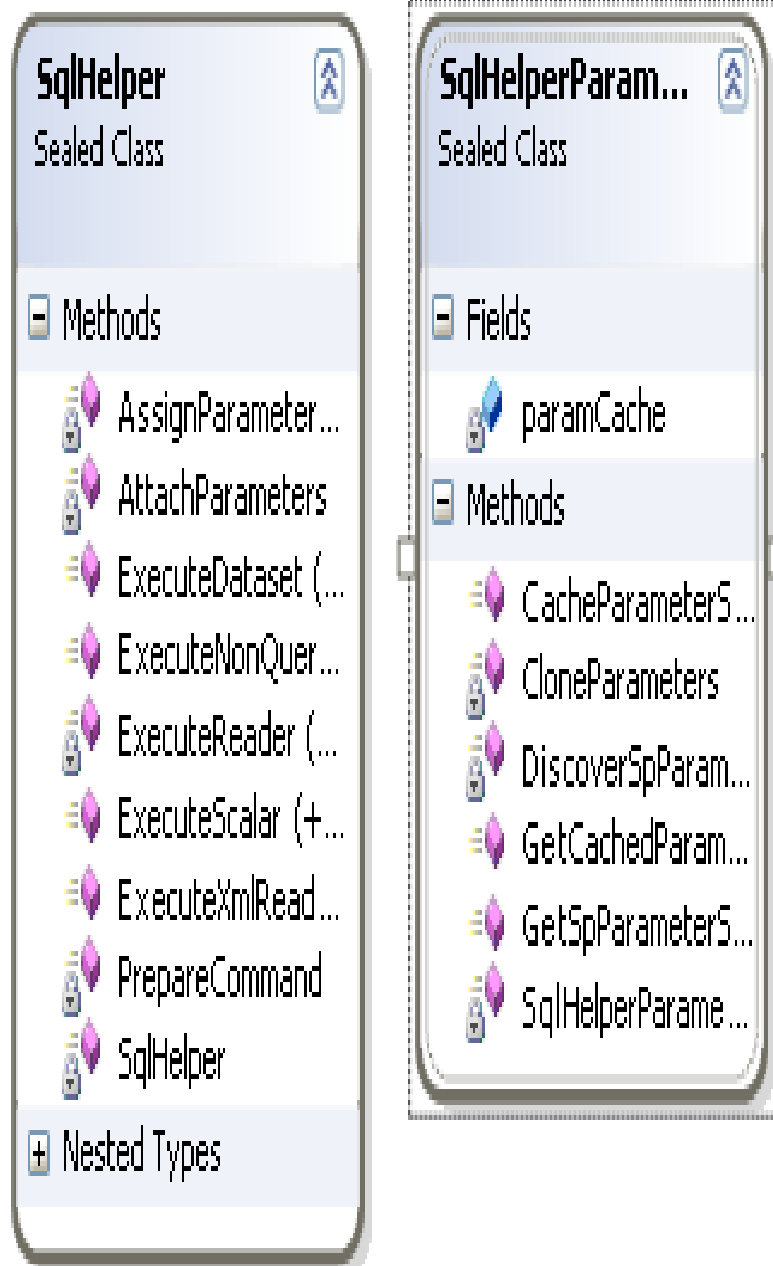 SqlHelper
Sealed Class
Methods
AssignParameter...
AttachParameters
ExecuteDataset (...
ExecuteNonQuer...
ExecuteReader (...
ExecuteScalar (+...
ExecuteXmlRead...
PrepareCommand
SqlHelper
Nested Types
SqlHelperParam...
Sealed Class
Fields
paramCache
Methods
CacheParameterS...
CloneParameters
DiscoverSpParam...
GetCachedParam...
GetSpParameterS...
SqlHelperParame...